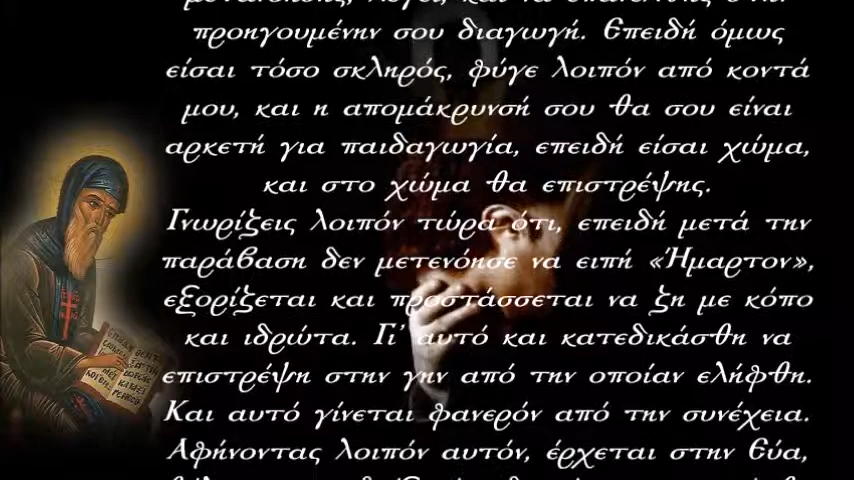 προηγουμένην σου διαγωγή. Επειδή όμως
είσαι τόσο σκληρός, φύγε λοιπόν από κοντά
μου, και η απομάκρυνσή σου θα σου είναι
αρκετή για παιδαγωγία, επειδή είσαι χώμα,
και στο χώμα θα επιστρέψης.
Γνωρίζεις λοιπόν τώρα ότι, επειδή μετά την
παράβαση δεν μετενόησε να ειπή «Ήμαρτον»,
εξορίζεται και προστάσσεται να ζη με κόπο
και ιδρώτα. Γι’ αυτό και κατεδικάσθη να
επιστρέψη στην γην από την οποίαν ελήφθη.
Και αυτό γίνεται φανερόν από την συνέχεια.
Αφήνοντας λοιπόν αυτόν, έρχεται στην Εύα,